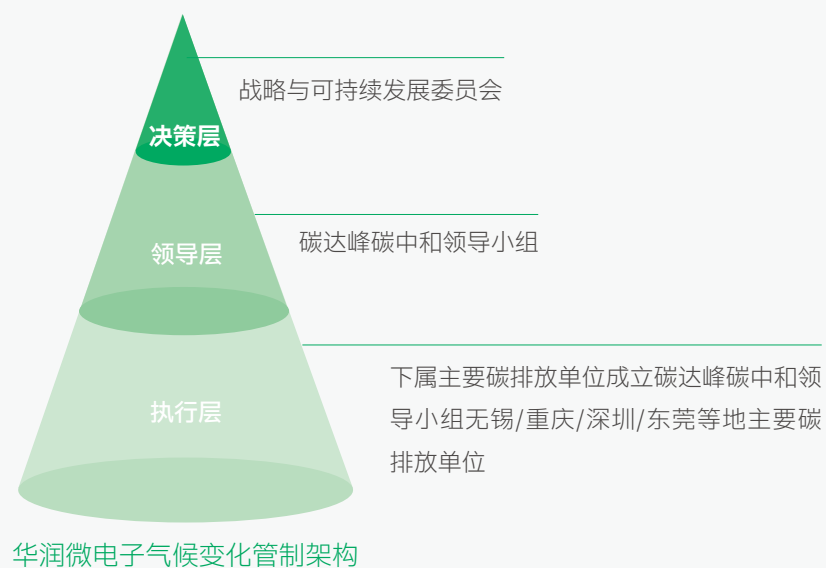 战略与可持续发展委员会
决策层
碳达峰碳中和领导小组
领导层
下属主要碳排放单位成立碳达峰碳中和领
导小组无锡/重庆/深圳/东莞等地主要碳
排放单位
执行层
华润微电子气候变化管制架构